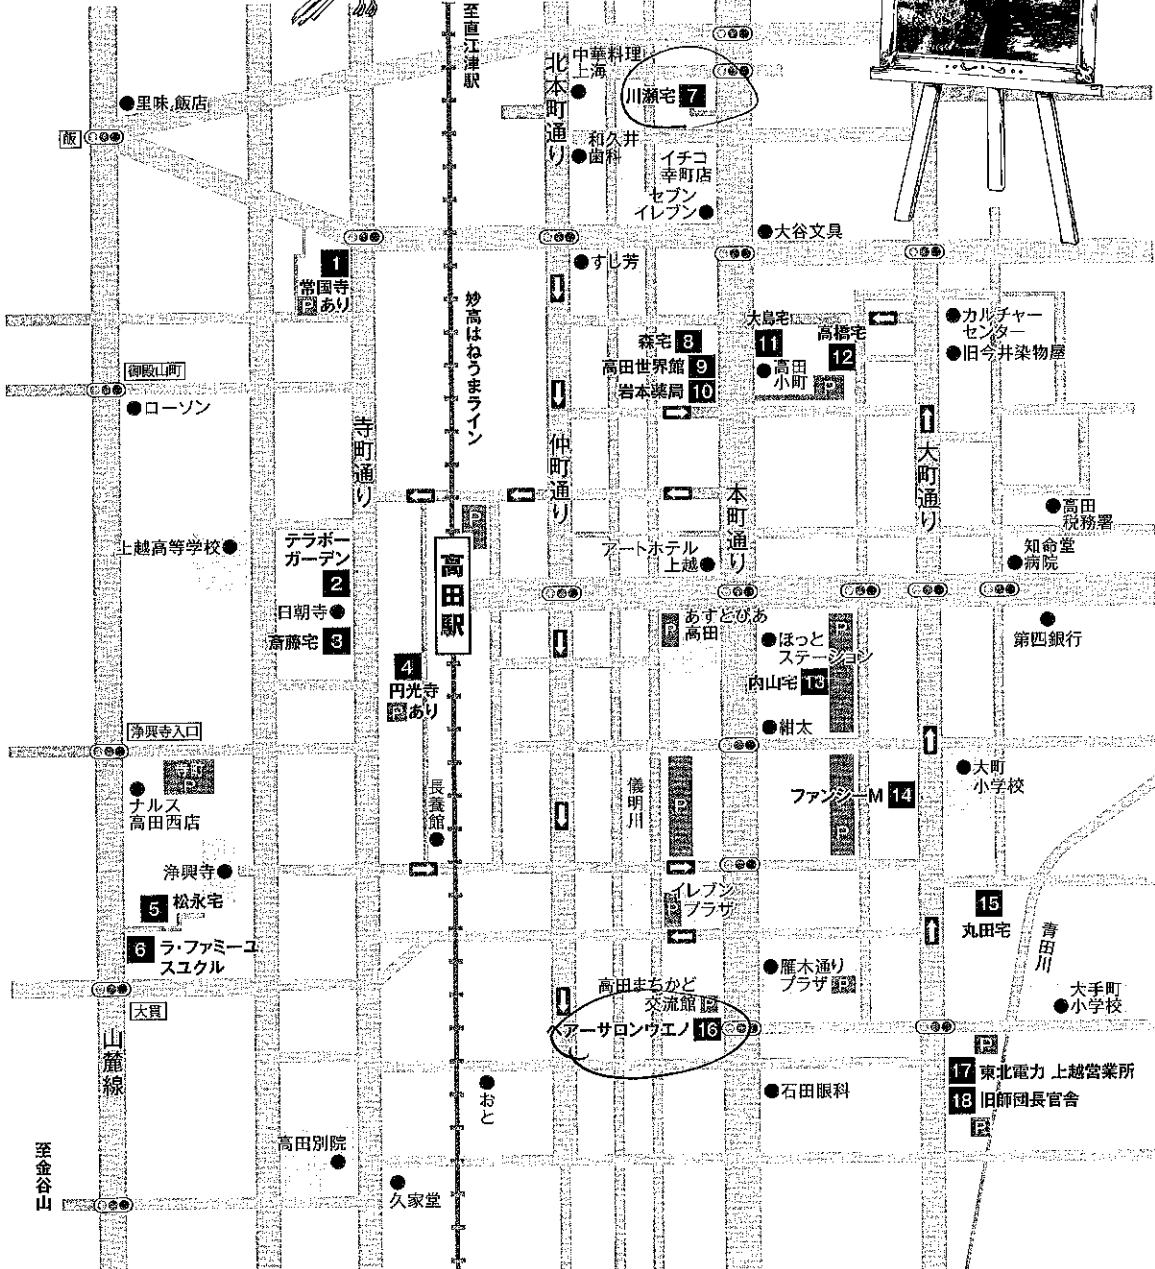 至直江津駅
北本町通り
中華料理
上海
川瀬宅 7
里味 飯店
飯
和久井
歯科
イチコ
幸町店
セブン
イレブン
大谷文具
すし芳
1
常国寺
P あり
妙高はねうまライン
大島宅
11
高橋宅
12
カルチャー
センター
旧今井染物屋
森宅 8
高田世界館 9
岩本薬局 10
高田
小町 P
御殿山町
ローソン
寺町通り
仲町通り
本町通り
大町通り
P
高田
税務署
上越高等学校
テラボー
ガーデン
2
日朝寺
斎藤宅 3
高田駅
アートホテル
上越
知命堂
病院
第四銀行
P
あすとぴあ
高田
ほっと
ステーション
P
内山宅 13
4
円光寺
P あり
紺太
浄興寺入口
寺町
P
ナルス
高田西店
長養館
儀明川
P
ファンシーM 14
P
大町
小学校
浄興寺
5 松永宅
6 ラ・ファミーユ
スユクル
イレブン
プラザ
P
15
丸田宅
青田川
雁木通り
プラザ P
大貫
高田まちかど
交流館 P
ヘアーサロンウエノ 16
大手町
小学校
山麓線
P
17 東北電力 上越営業所
18 旧師団長官舎
P
おと
石田眼科
至金谷山
高田別院
久家堂